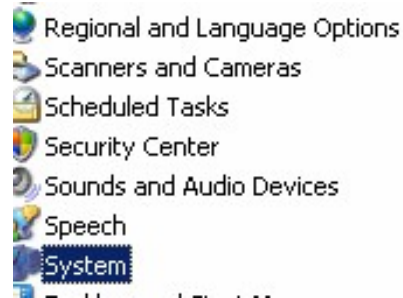 Regional and Language Options
Scanners and Cameras
Scheduled Tasks
Security Center
Sounds and Audio Devices
Speech
System